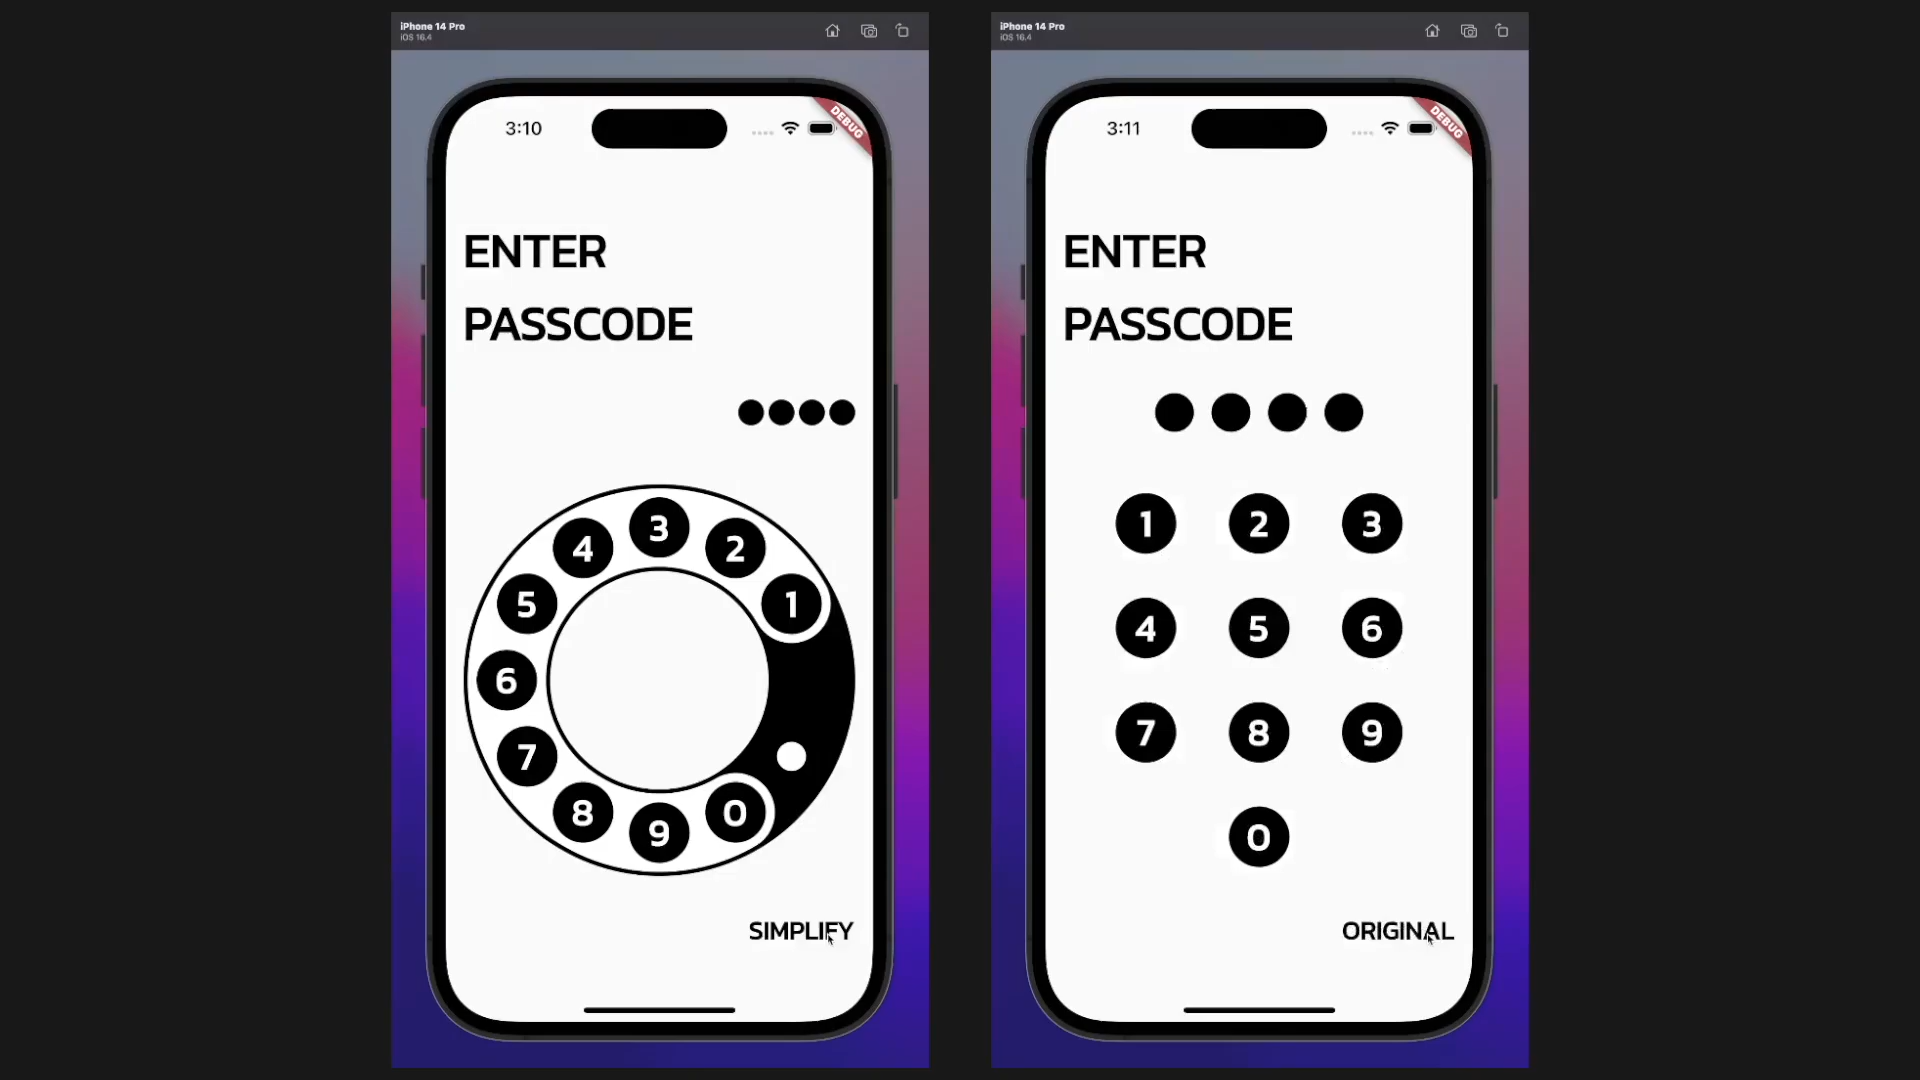 iPhone 14 Pro
iOS 16.4
3:10
DEBUG
ENTER
PASSCODE
3
4
2
5
1
6
7
8
0
9
SIMPLIFY
iPhone 14 Pro
iOS 16.4
3:11
DEBUG
ENTER
PASSCODE
1 2 3
4 5 6
7 8 9
0
ORIGINAL